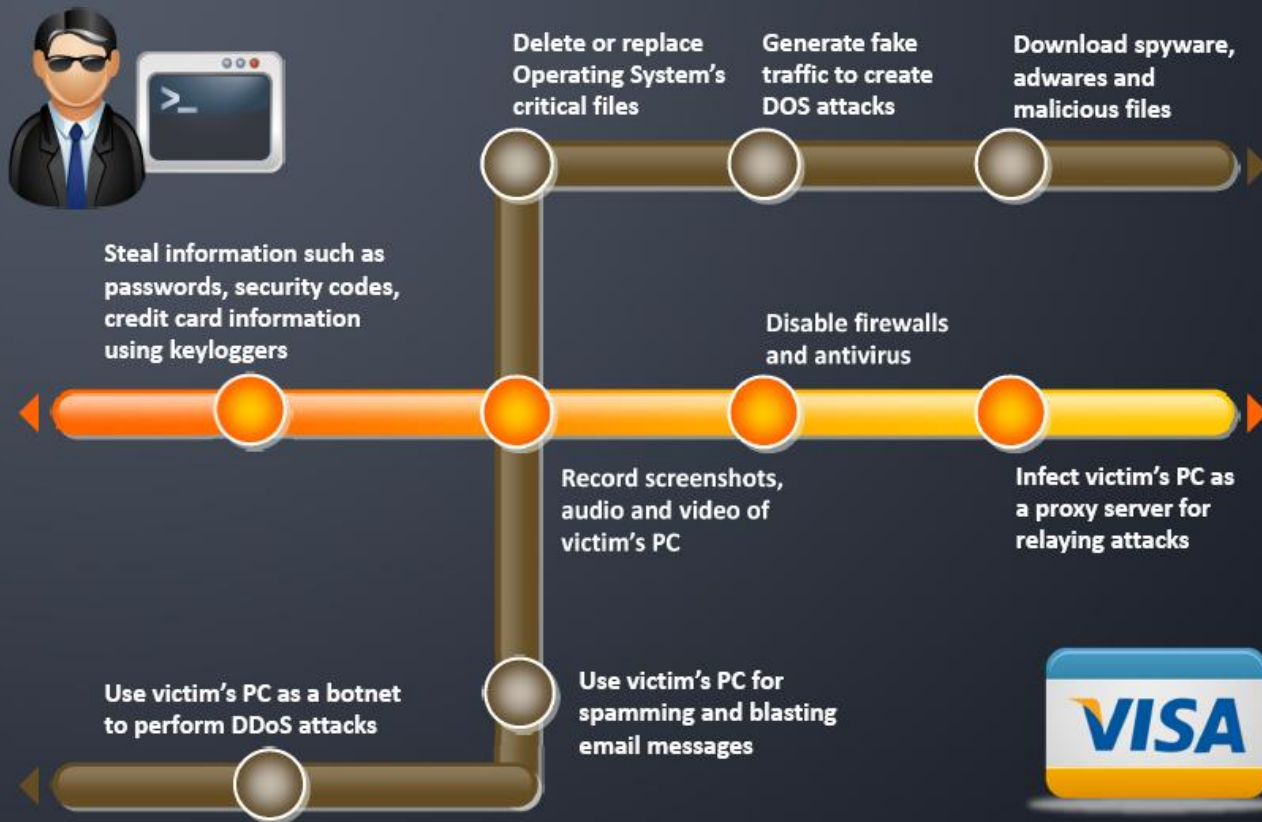 >_
Delete or replace
Operating System's
critical files
Generate fake
traffic to create
DOS attacks
Download spyware,
adwares and
malicious files
Steal information such as
passwords, security codes,
credit card information
using keyloggers
Disable firewalls
and antivirus
Record screenshots,
audio and video of
victim's PC
Infect victim's PC as
a proxy server for
relaying attacks
Use victim's PC as a botnet
to perform DDoS attacks
Use victim's PC for
spamming and blasting
email messages
VISA